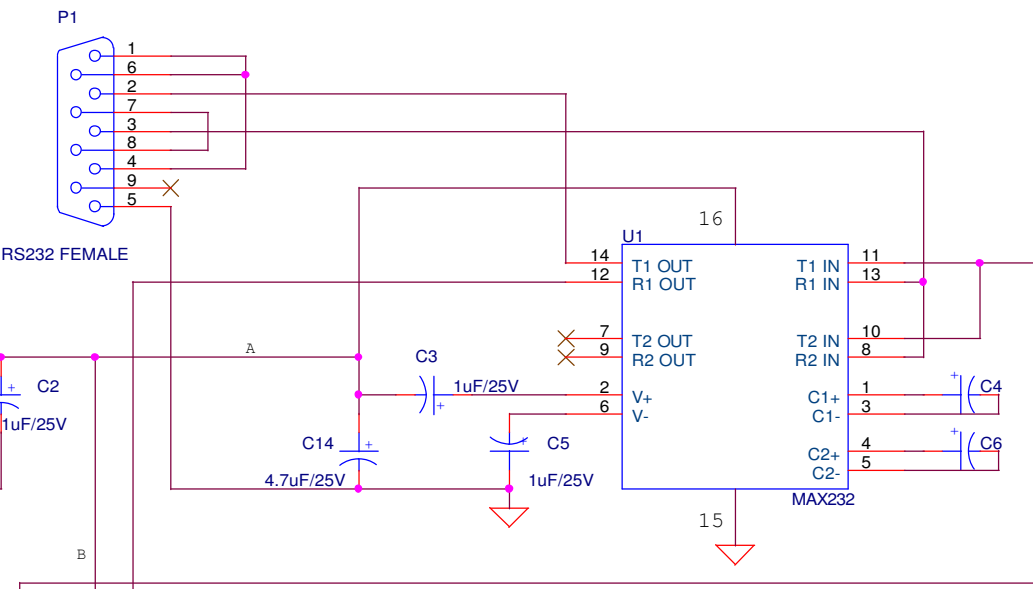 P1
1
6
2
7
3
8
4
9
5
RS232 FEMALE
16
U1
14 T1 OUT T1 IN 11
12 R1 OUT R1 IN 13
7 T2 OUT T2 IN 10
9 R2 OUT R2 IN 8
2 V+ C1+ 1
6 V- C1- 3
C2+ 4
C2- 5
MAX232
15
A
C3
+
1uF/25V
+
C2
1uF/25V
C14
+
4.7uF/25V
+
C5
1uF/25V
+
C4
+
C6
B